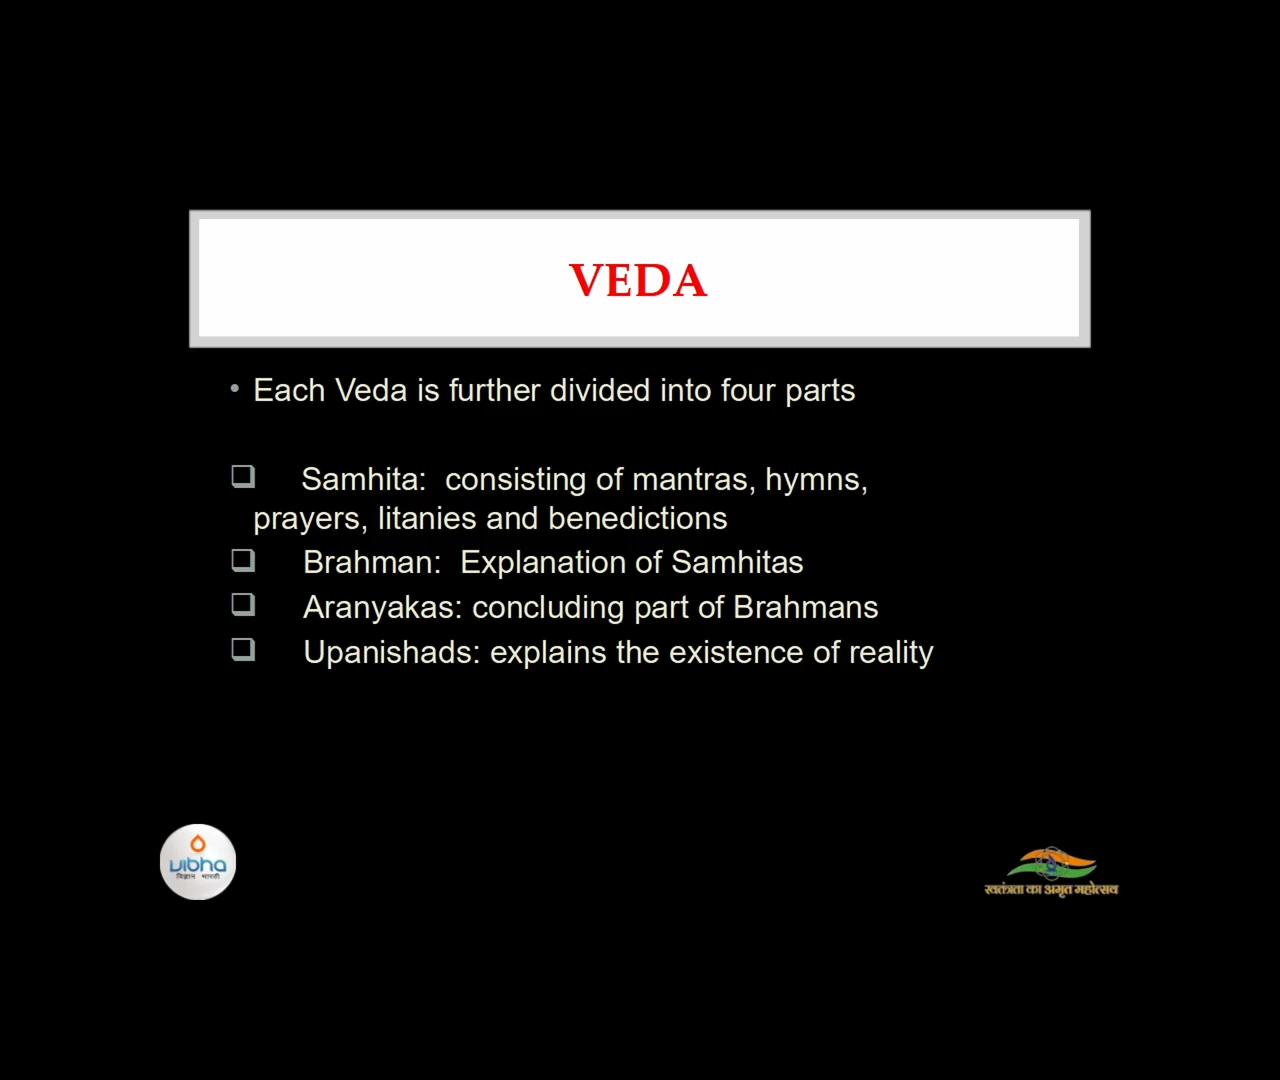 VEDA
• Each Veda is further divided into four parts
❑ Samhita: consisting of mantras, hymns,
prayers, litanies and benedictions
❑ Brahman: Explanation of Samhitas
❑ Aranyakas: concluding part of Brahmans
❑ Upanishads: explains the existence of reality
vibha
विज्ञान भारती
स्वतंत्रता का अमृत महोत्सव